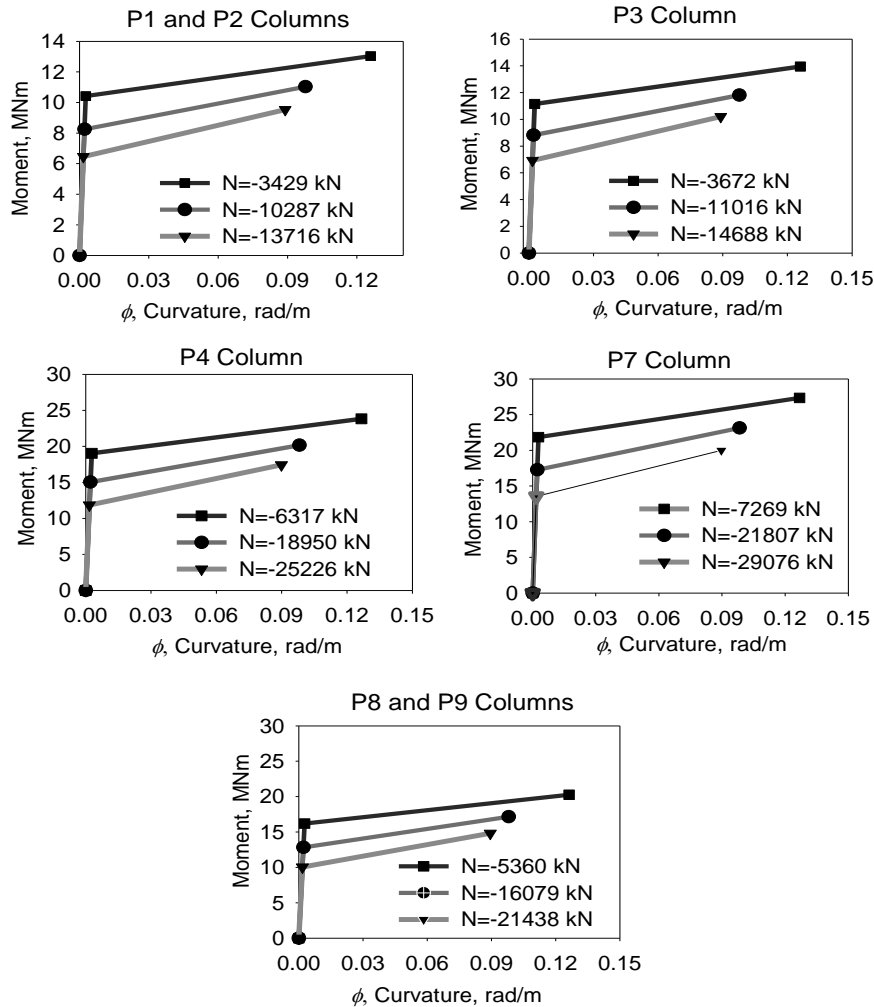 P1 and P2 Columns
Moment, MNm
14
12
10
8
6
4
2
0
N=-3429 kN
N=-10287 kN
N=-13716 kN
0.00 0.03 0.06 0.09 0.12
ϕ, Curvature, rad/m
P3 Column
Moment, MNm
16
14
12
10
8
6
4
2
0
N=-3672 kN
N=-11016 kN
N=-14688 kN
0.00 0.03 0.06 0.09 0.12 0.15
ϕ, Curvature, rad/m
P4 Column
Moment, MNm
30
25
20
15
10
5
0
N=-6317 kN
N=-18950 kN
N=-25226 kN
0.00 0.03 0.06 0.09 0.12 0.15
ϕ, Curvature, rad/m
P7 Column
Moment, MNm
30
25
20
15
10
5
0
N=-7269 kN
N=-21807 kN
N=-29076 kN
0.00 0.03 0.06 0.09 0.12 0.15
ϕ, Curvature, rad/m
P8 and P9 Columns
Moment, MNm
30
25
20
15
10
5
0
N=-5360 kN
N=-16079 kN
N=-21438 kN
0.00 0.03 0.06 0.09 0.12 0.15
ϕ, Curvature, rad/m